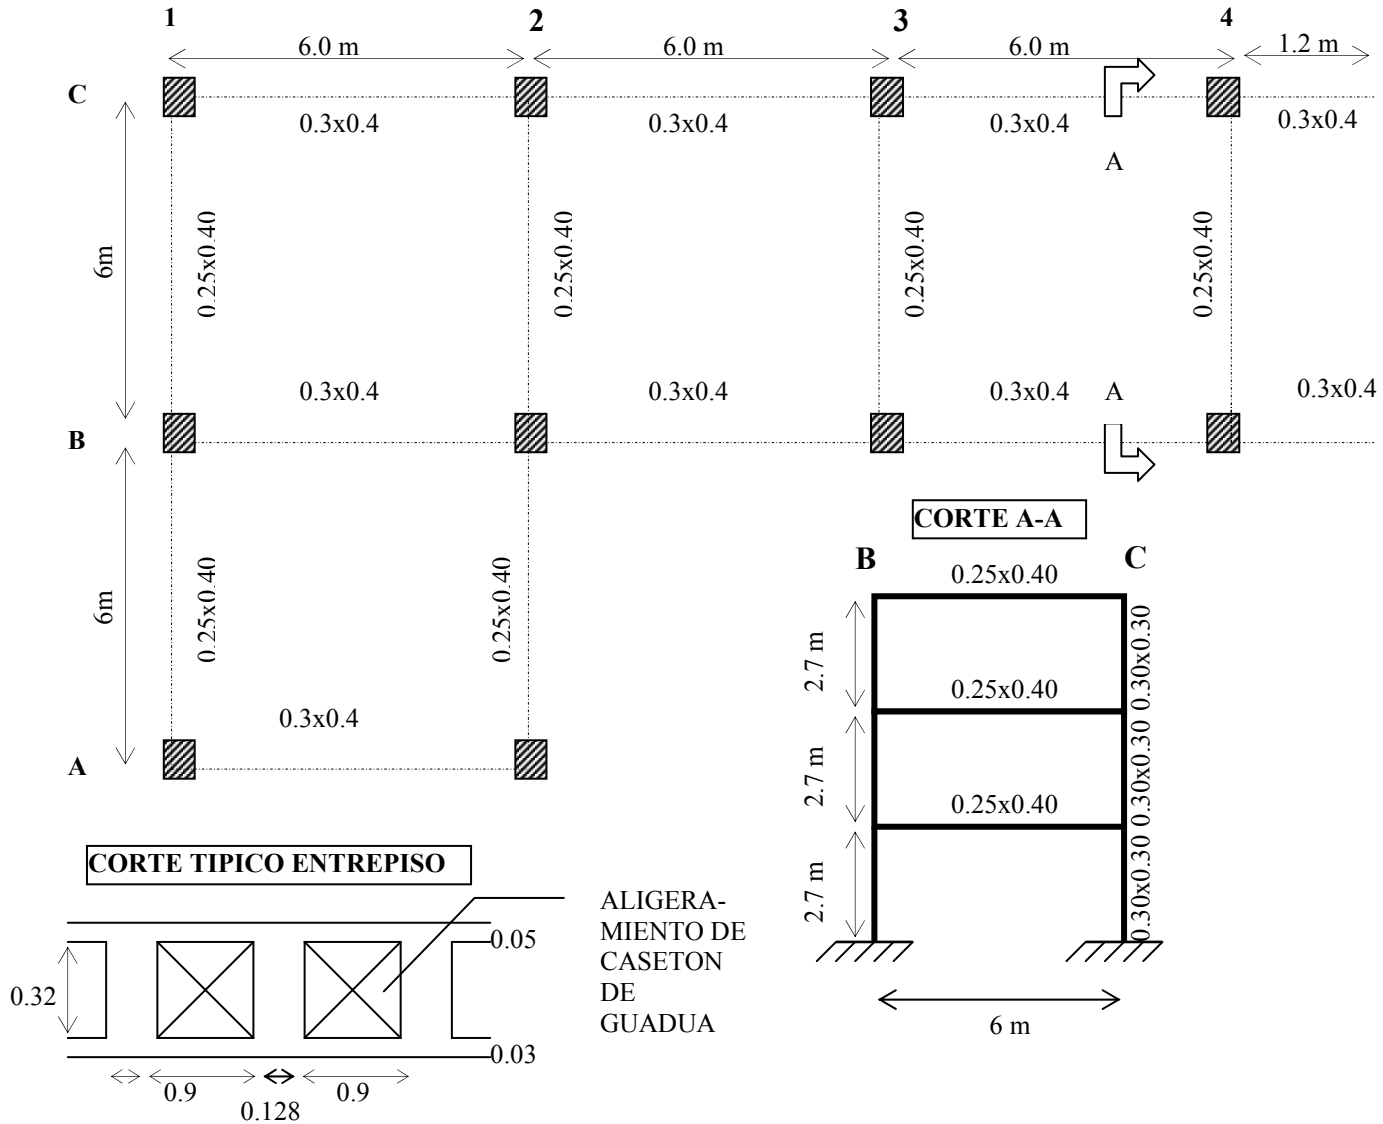 1
2
3
4
6.0 m
6.0 m
6.0 m
1.2 m
C
0.3x0.4
0.3x0.4
0.3x0.4
0.3x0.4
A
6m
0.25x0.40
0.25x0.40
0.25x0.40
0.25x0.40
0.3x0.4
0.3x0.4
0.3x0.4
A
0.3x0.4
B
6m
0.25x0.40
0.25x0.40
0.3x0.4
A
CORTE A-A
B
C
0.25x0.40
2.7 m
0.30x0.30
0.25x0.40
2.7 m
0.30x0.30
0.25x0.40
2.7 m
0.30x0.30
6 m
CORTE TIPICO ENTREPISO
ALIGERA-
MIENTO DE
CASETON
DE
GUADUA
0.05
0.32
0.03
0.9
0.128
0.9